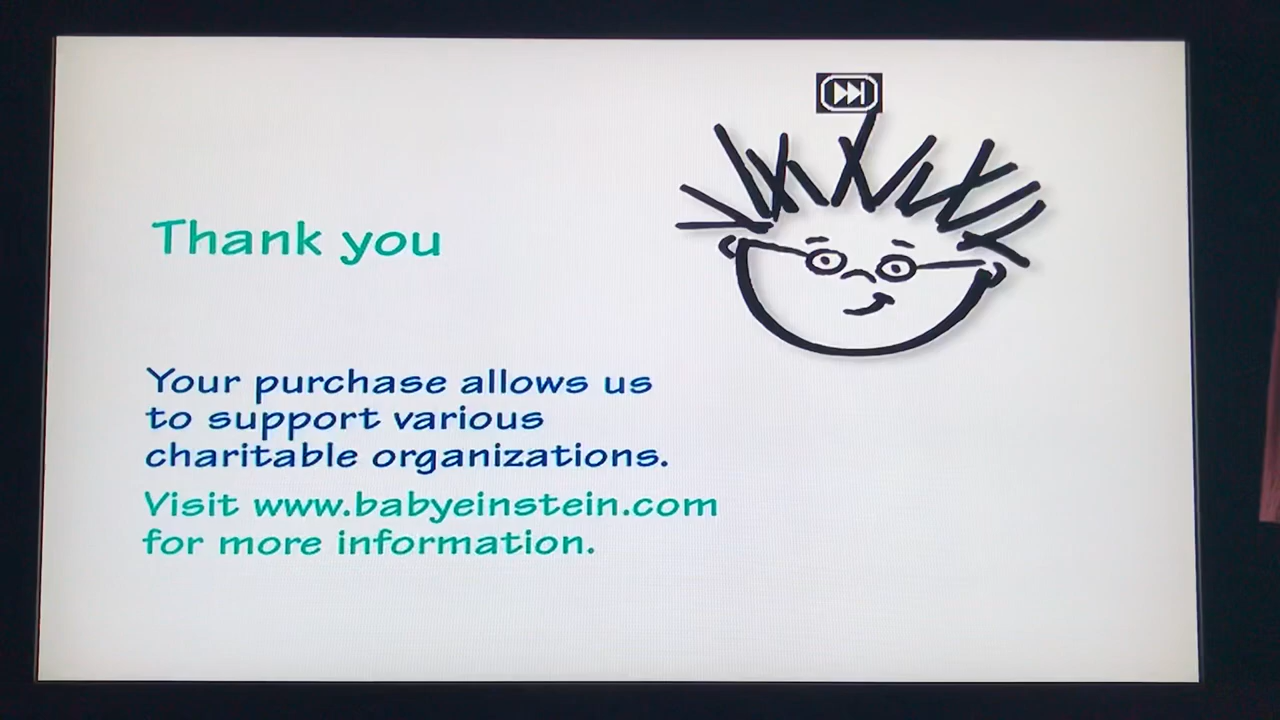 Thank you
Your purchase allows us
to support various
charitable organizations.
Visit www.babyeinstein.com
for more information.